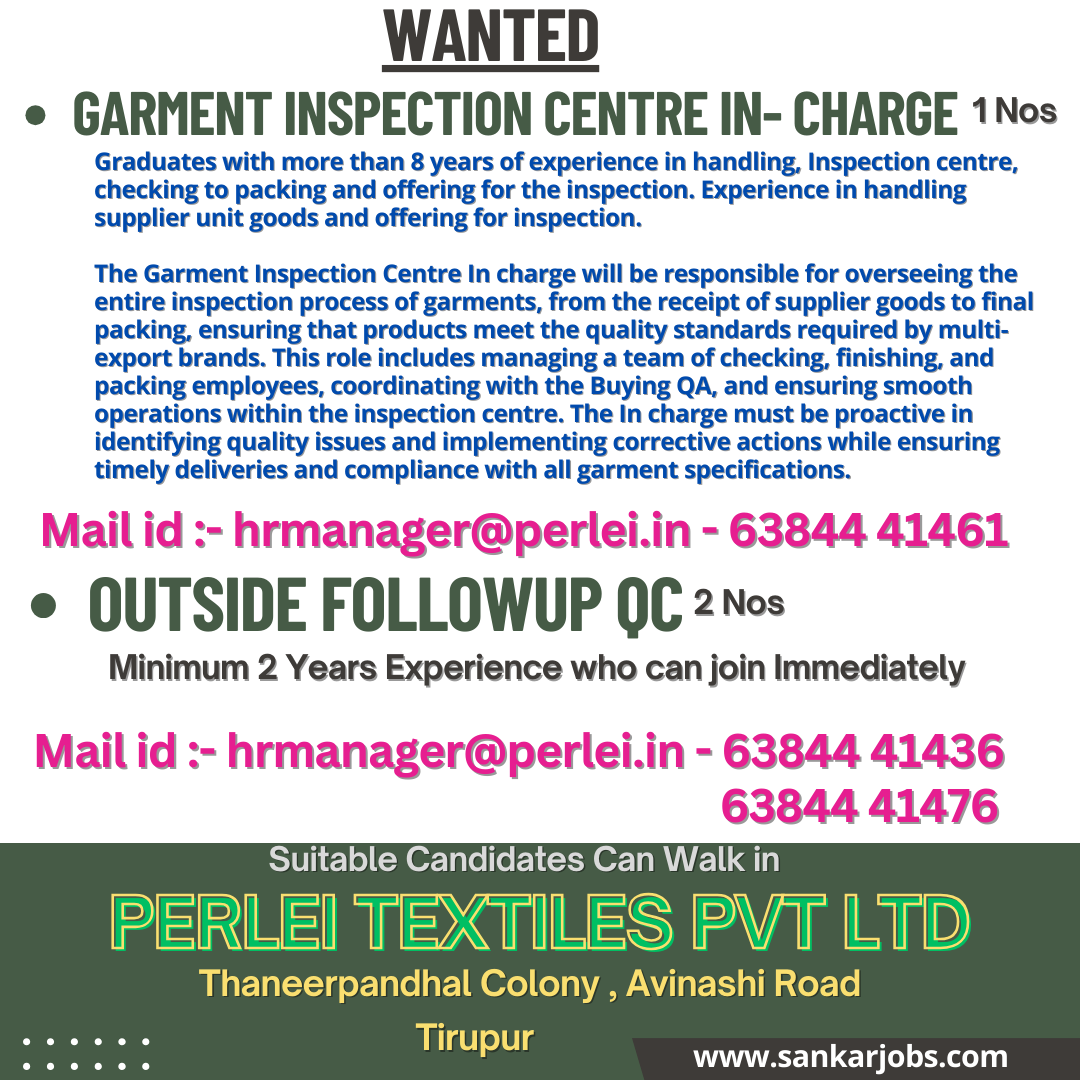 WANTED
• GARMENT INSPECTION CENTRE IN- CHARGE 1 Nos
Graduates with more than 8 years of experience in handling, Inspection centre,
checking to packing and offering for the inspection. Experience in handling
supplier unit goods and offering for inspection.
The Garment Inspection Centre In charge will be responsible for overseeing the
entire inspection process of garments, from the receipt of supplier goods to final
packing, ensuring that products meet the quality standards required by multi-
export brands. This role includes managing a team of checking, finishing, and
packing employees, coordinating with the Buying QA, and ensuring smooth
operations within the inspection centre. The In charge must be proactive in
identifying quality issues and implementing corrective actions while ensuring
timely deliveries and compliance with all garment specifications.
Mail id :- hrmanager@perlei.in - 63844 41461
• OUTSIDE FOLLOWUP QC 2 Nos
Minimum 2 Years Experience who can join Immediately
Mail id :- hrmanager@perlei.in - 63844 41436
63844 41476
Suitable Candidates Can Walk in
PERLEI TEXTILES PVT LTD
Thaneerpandhal Colony , Avinashi Road
Tirupur
www.sankarjobs.com